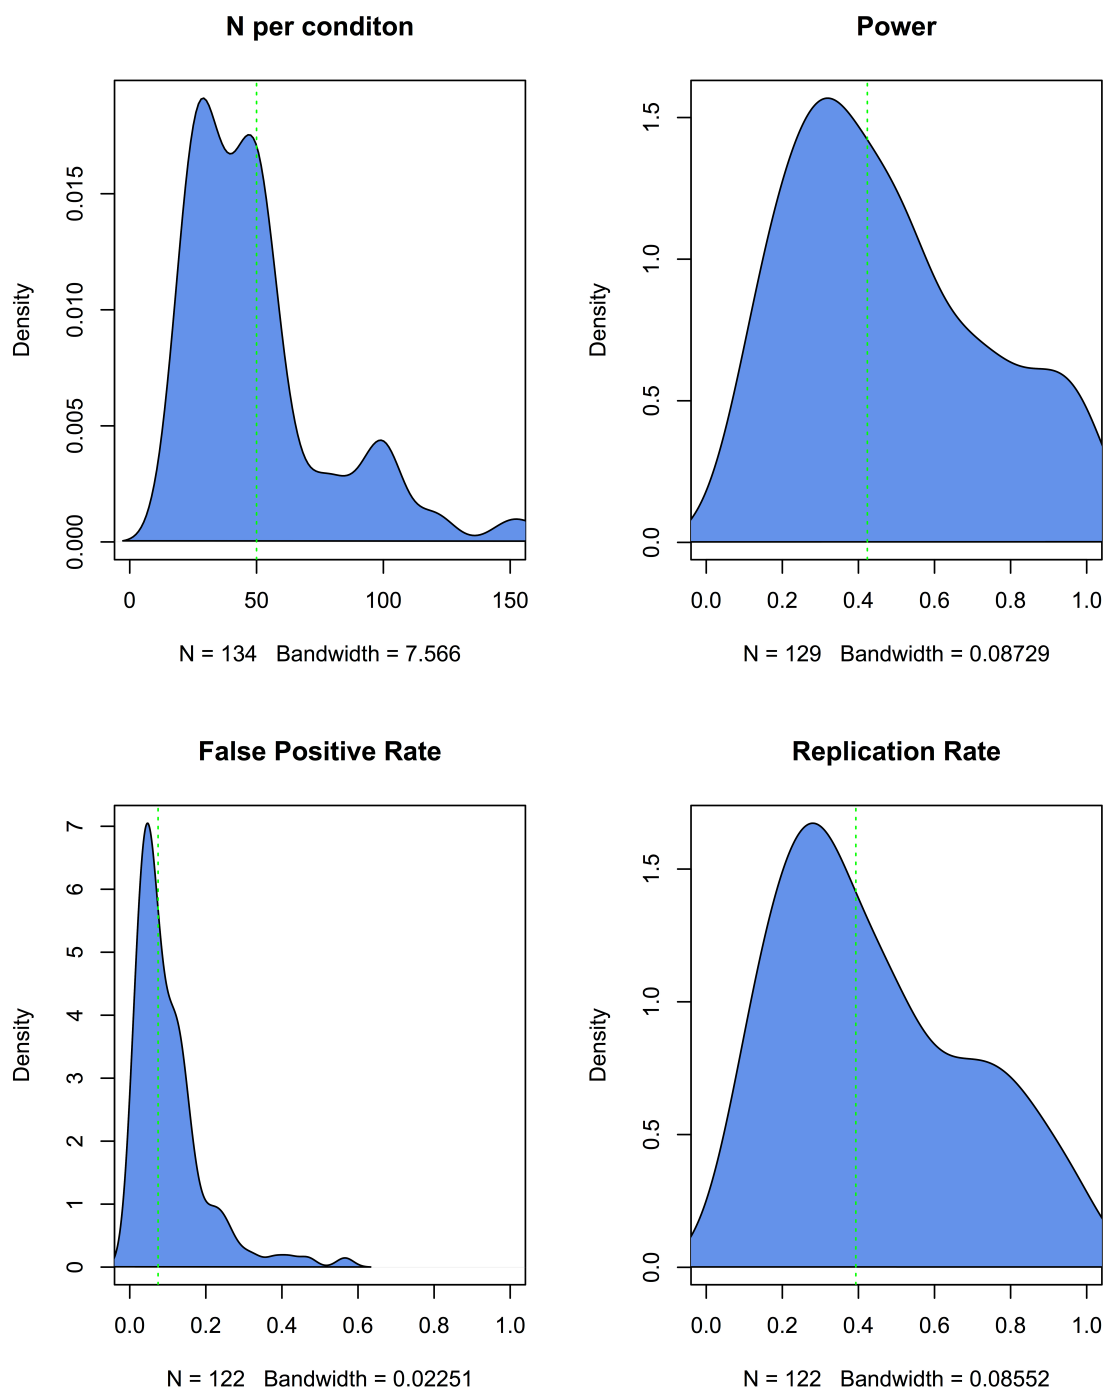 N per conditon
Density
0.000 0.005 0.010 0.015
0 50 100 150
N = 134 Bandwidth = 7.566
Power
Density
0.0 0.5 1.0 1.5
0.0 0.2 0.4 0.6 0.8 1.0
N = 129 Bandwidth = 0.08729
False Positive Rate
Density
0 1 2 3 4 5 6 7
0.0 0.2 0.4 0.6 0.8 1.0
N = 122 Bandwidth = 0.02251
Replication Rate
Density
0.0 0.5 1.0 1.5
0.0 0.2 0.4 0.6 0.8 1.0
N = 122 Bandwidth = 0.08552